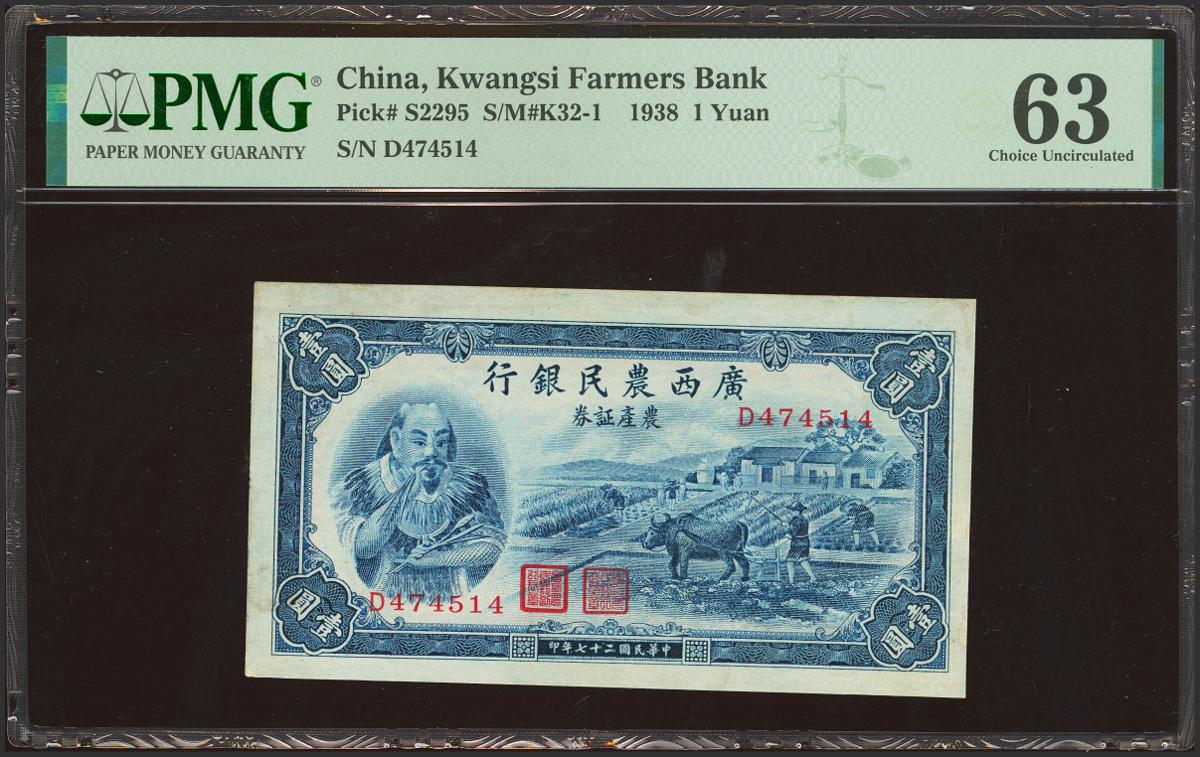 PMG®
PAPER MONEY GUARANTY
China, Kwangsi Farmers Bank
Pick# S2295 S/M#K32-1 1938 1 Yuan
S/N D474514
63
Choice Uncirculated
壹圓
壹圓
行銀民農西廣
券証產農
D474514
D474514
圓壹
壹圓
印年七十二國民華中